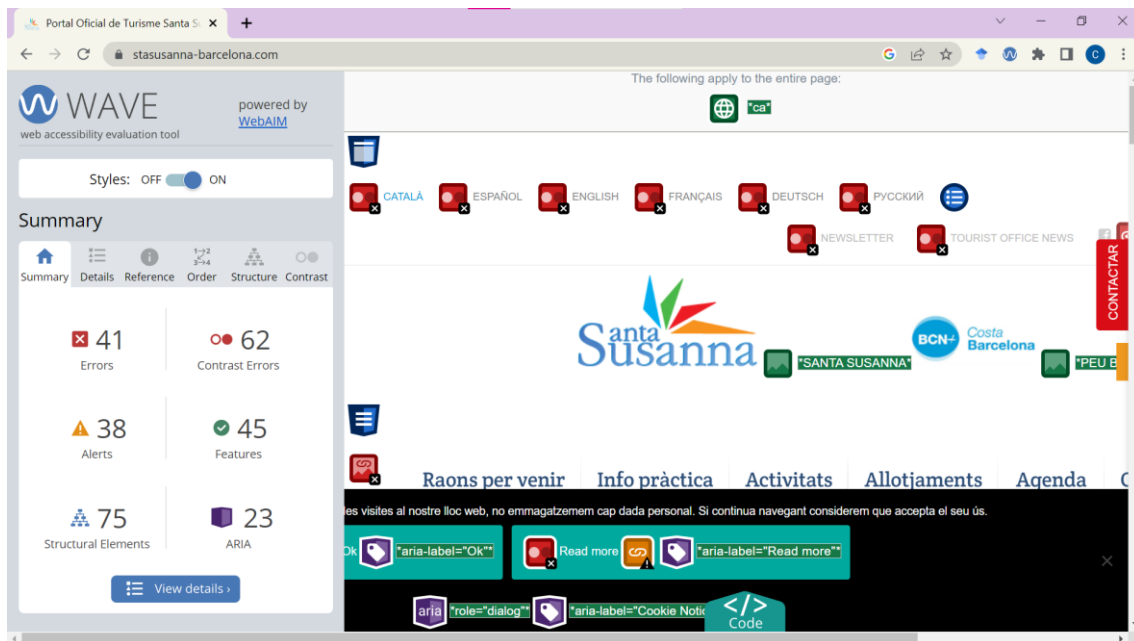 Portal Oficial de Turisme Santa Su
stasusanna-barcelona.com
WAVE
web accessibility evaluation tool
powered by
WebAIM
Styles: OFF ON
Summary
Summary Details Reference Order Structure Contrast
41
Errors
62
Contrast Errors
38
Alerts
45
Features
75
Structural Elements
23
ARIA
View details ›
The following apply to the entire page:
*ca*
CATALÀ ESPAÑOL ENGLISH FRANÇAIS DEUTSCH РУССКИЙ
NEWSLETTER TOURIST OFFICE NEWS
CONTACTAR
Santa
Susanna
*SANTA SUSANNA*
BCN+ Costa
Barcelona
*PEU B
Raons per venir Info pràctica Activitats Allotjaments Agenda
les visites al nostre lloc web, no emmagatzemem cap dada personal. Si continua navegant considerem que accepta el seu ús.
Ok *aria-label="Ok"* Read more *aria-label="Read more"*
aria *role="dialog"* *aria-label="Cookie Notic
</>
Code